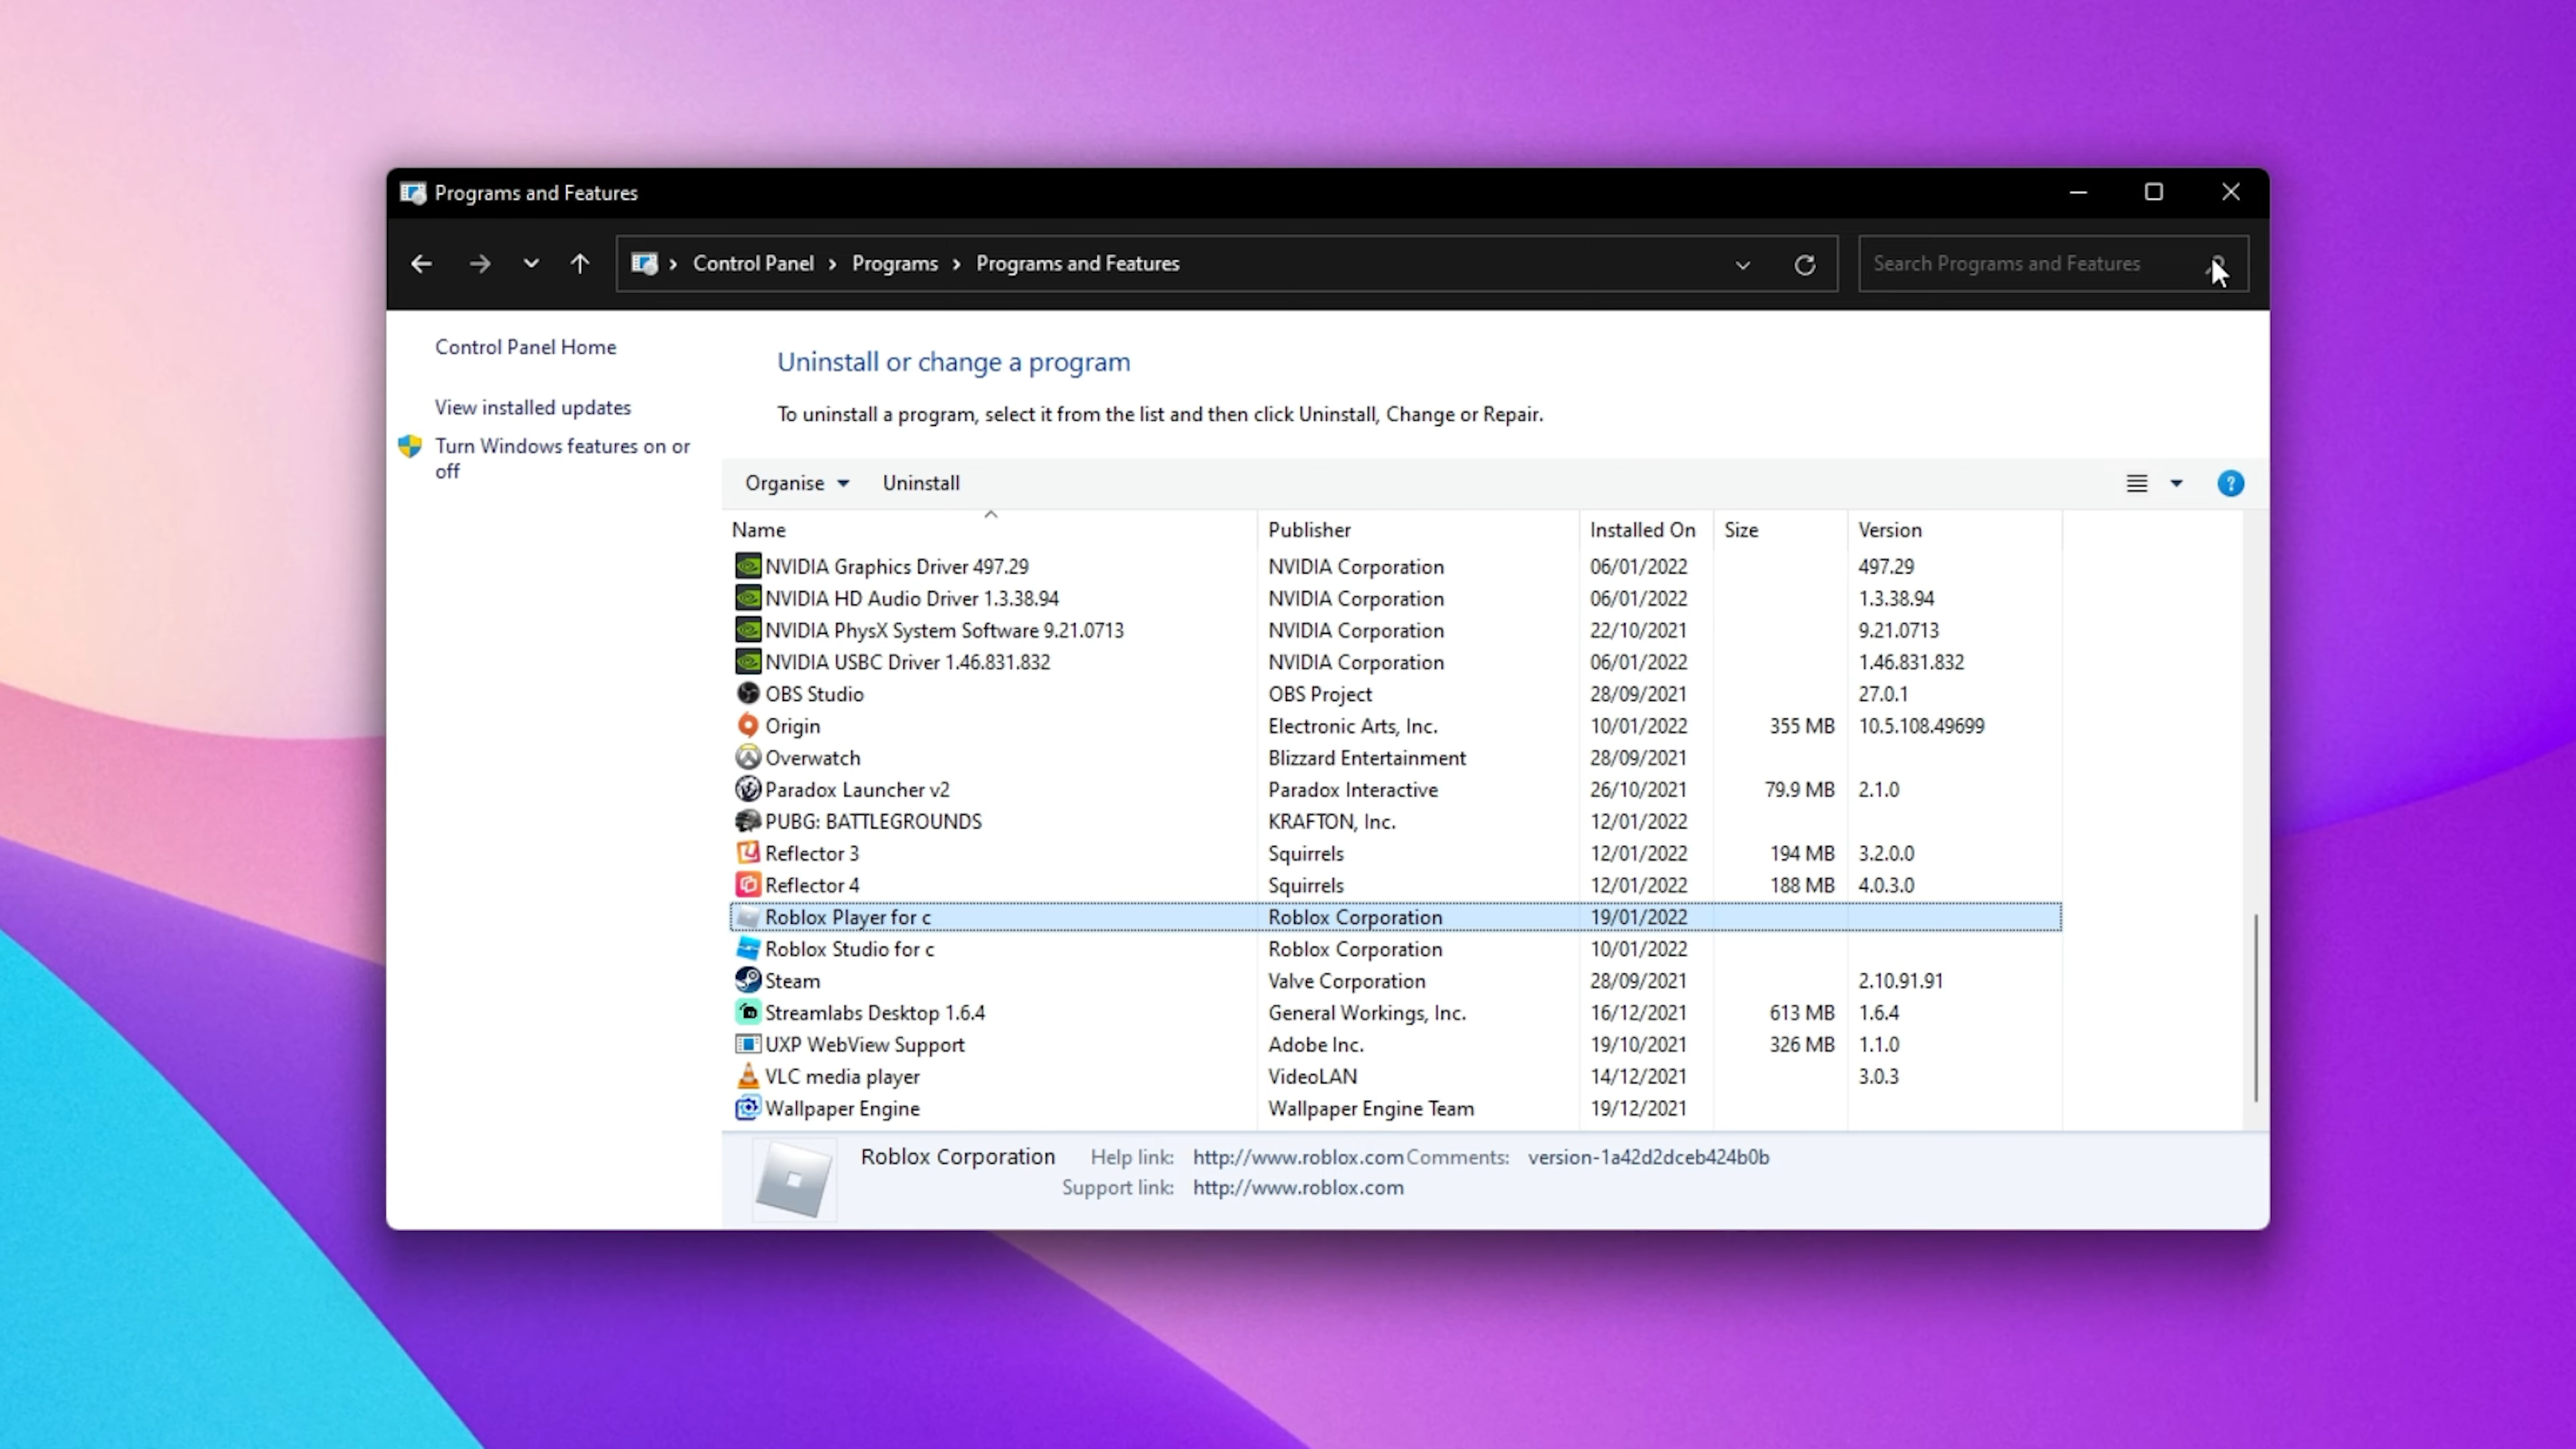 Programs and Features
Control Panel Programs Programs and Features
Search Programs and Features
Control Panel Home
View installed updates
Turn Windows features on or
off
Uninstall or change a program
To uninstall a program, select it from the list and then click Uninstall, Change or Repair.
Organise Uninstall
Name Publisher Installed On Size Version
NVIDIA Graphics Driver 497.29 NVIDIA Corporation 06/01/2022 497.29
NVIDIA HD Audio Driver 1.3.38.94 NVIDIA Corporation 06/01/2022 1.3.38.94
NVIDIA PhysX System Software 9.21.0713 NVIDIA Corporation 22/10/2021 9.21.0713
NVIDIA USBC Driver 1.46.831.832 NVIDIA Corporation 06/01/2022 1.46.831.832
OBS Studio OBS Project 28/09/2021 27.0.1
Origin Electronic Arts, Inc. 10/01/2022 355 MB 10.5.108.49699
Overwatch Blizzard Entertainment 28/09/2021
Paradox Launcher v2 Paradox Interactive 26/10/2021 79.9 MB 2.1.0
PUBG: BATTLEGROUNDS KRAFTON, Inc. 12/01/2022
Reflector 3 Squirrels 12/01/2022 194 MB 3.2.0.0
Reflector 4 Squirrels 12/01/2022 188 MB 4.0.3.0
Roblox Player for c Roblox Corporation 19/01/2022
Roblox Studio for c Roblox Corporation 10/01/2022
Steam Valve Corporation 28/09/2021 2.10.91.91
Streamlabs Desktop 1.6.4 General Workings, Inc. 16/12/2021 613 MB 1.6.4
UXP WebView Support Adobe Inc. 19/10/2021 326 MB 1.1.0
VLC media player VideoLAN 14/12/2021 3.0.3
Wallpaper Engine Wallpaper Engine Team 19/12/2021
Roblox Corporation Help link: http://www.roblox.com Comments: version-1a42d2dceb424b0b
Support link: http://www.roblox.com